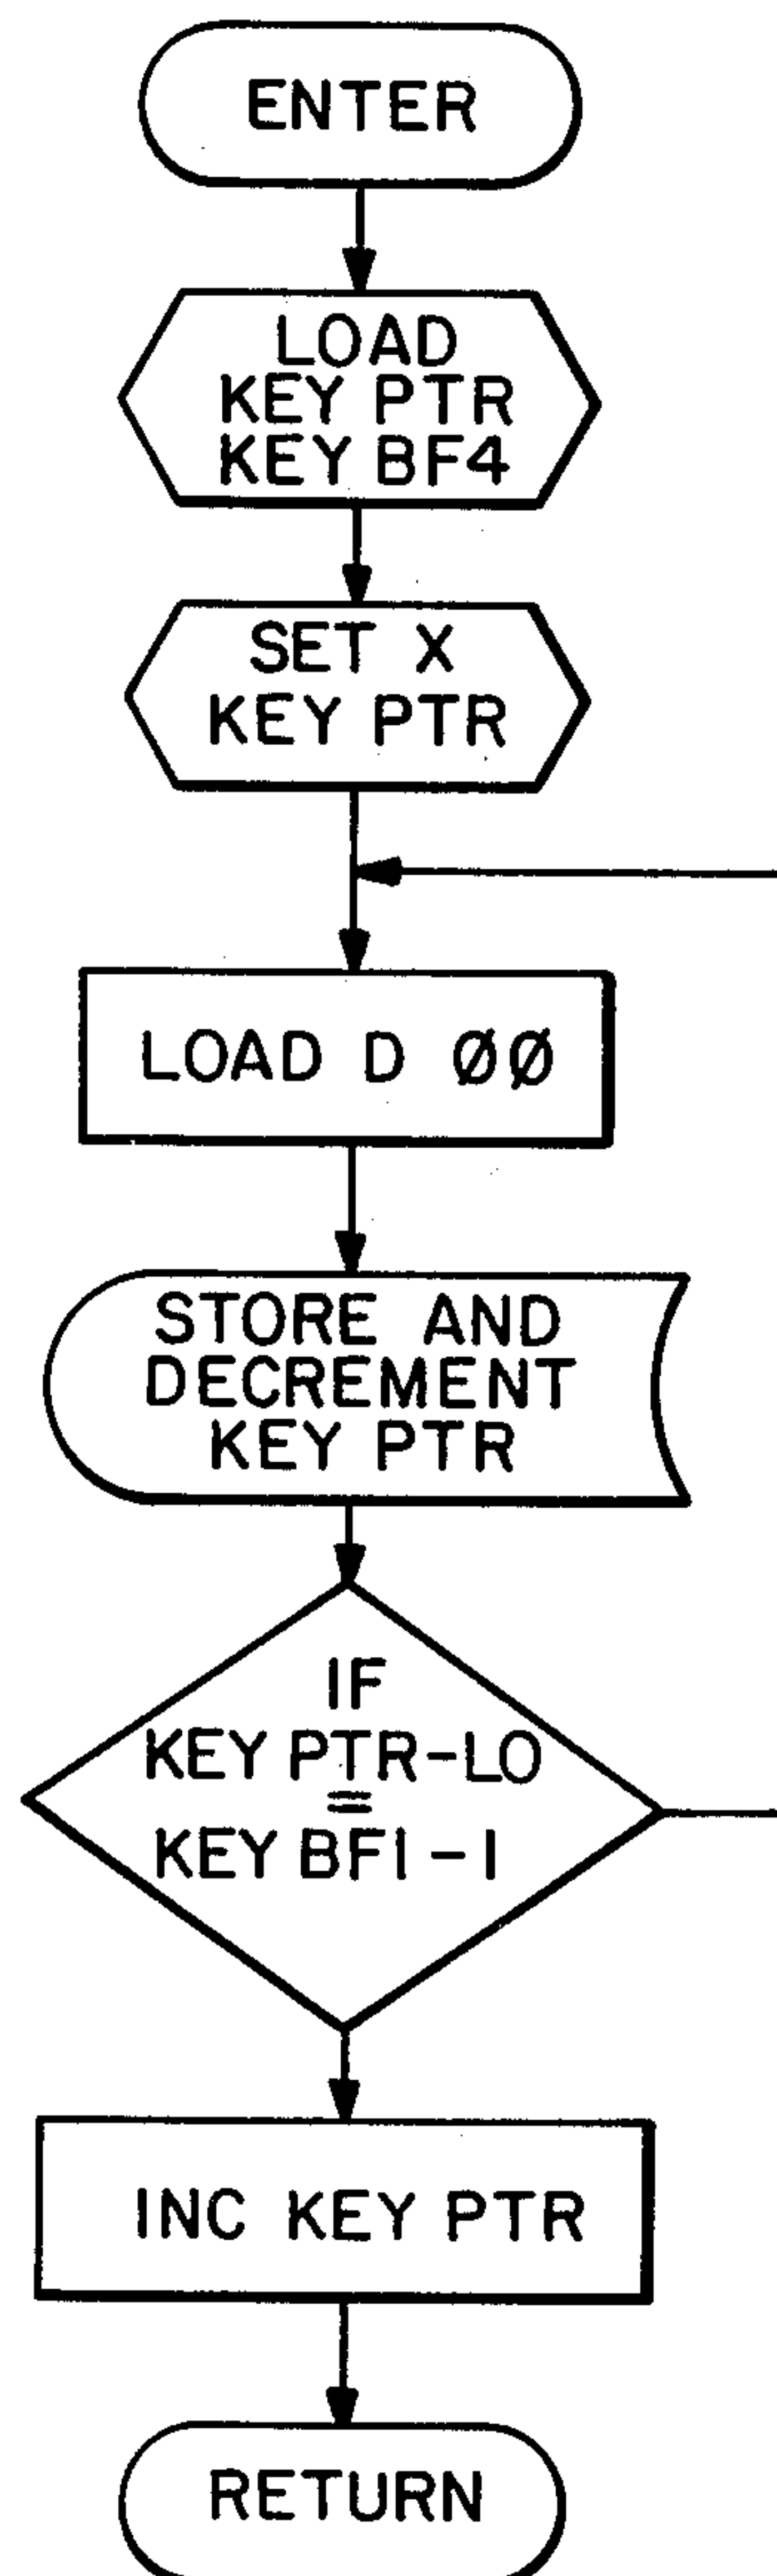 ENTER
LOAD
KEY PTR
KEY BF4
SET X
KEY PTR
LOAD D ØØ
STORE AND
DECREMENT
KEY PTR
IF
KEY PTR-LO
=
KEY BF1-1
INC KEY PTR
RETURN